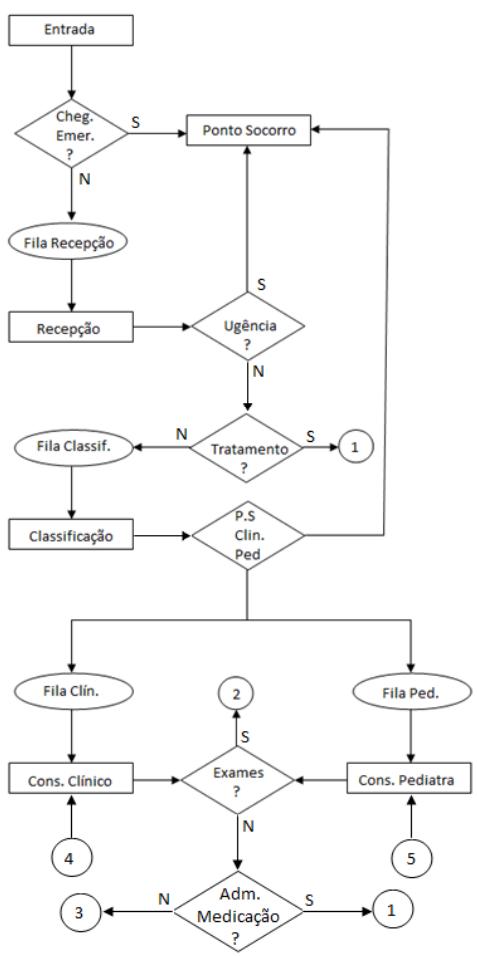 Entrada
Cheg.
Emer.
?
S
Ponto Socorro
N
Fila Recepção
Recepção
S
Ugência
?
N
Fila Classif.
N
Tratamento
?
S
1
Classificação
P.S
Clin.
Ped
Fila Clín.
2
Fila Ped.
S
Cons. Clínico
Exames
?
Cons. Pediatra
N
4
5
3
N
Adm.
Medicação
?
S
1